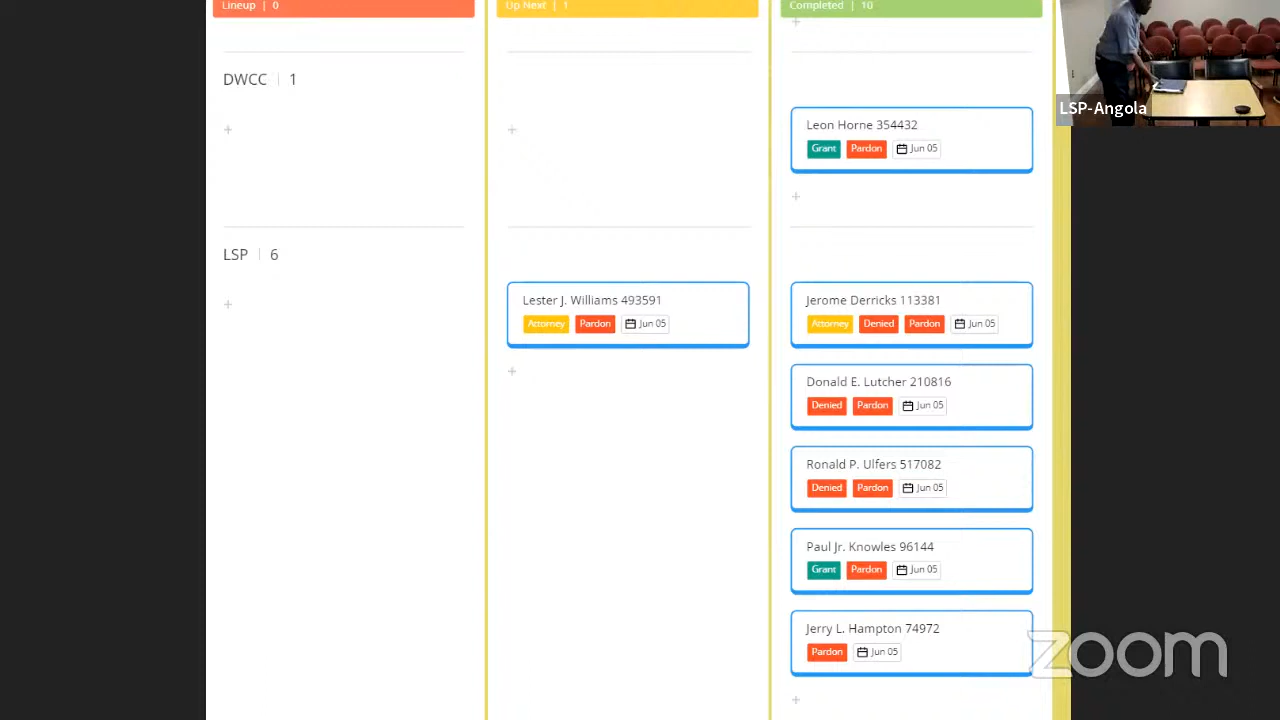 Lineup | 0
Up Next | 1
Completed | 10
LSP-Angola
DWCC | 1
Leon Horne 354432
Grant Pardon Jun 05
LSP | 6
Lester J. Williams 493591
Attorney Pardon Jun 05
Jerome Derricks 113381
Attorney Denied Pardon Jun 05
Donald E. Lutcher 210816
Denied Pardon Jun 05
Ronald P. Ulfers 517082
Denied Pardon Jun 05
Paul Jr. Knowles 96144
Grant Pardon Jun 05
Jerry L. Hampton 74972
Pardon Jun 05
zoom